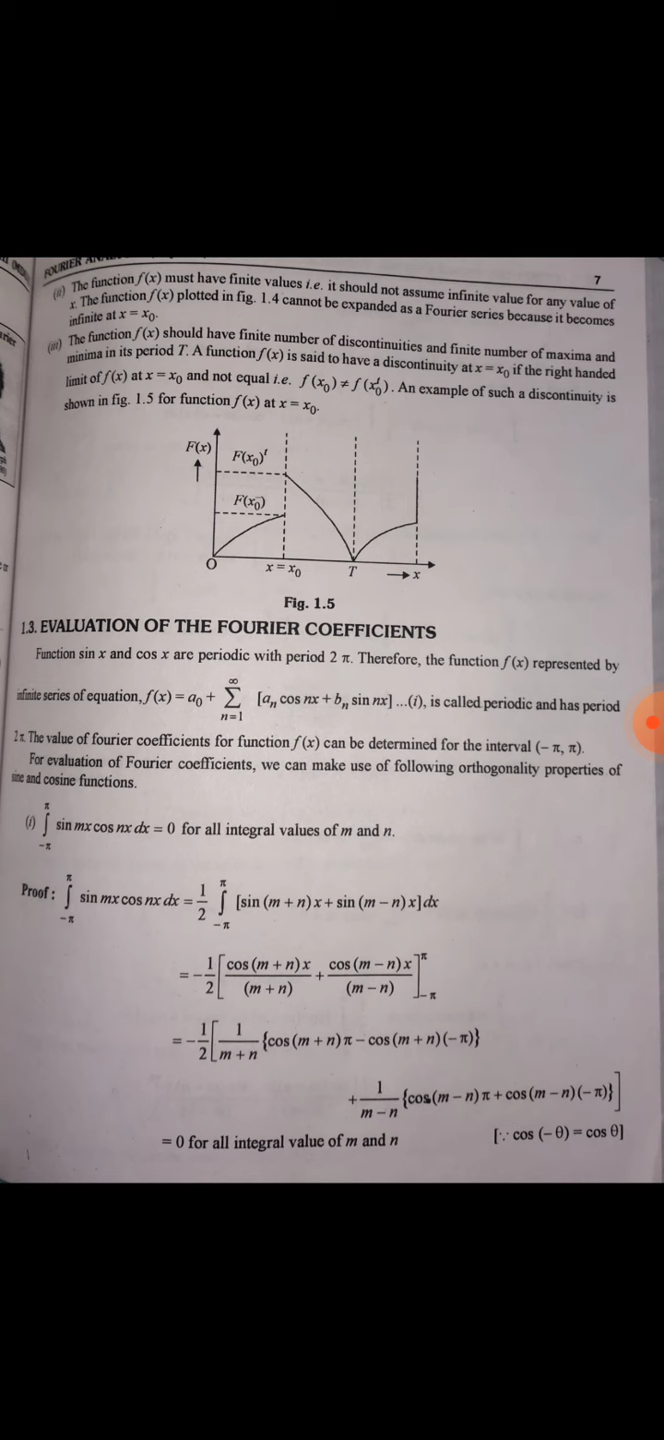 FOURIER
7
(ii) The function f(x) must have finite values i.e. it should not assume infinite value for any value of
x. The function f(x) plotted in fig. 1.4 cannot be expanded as a Fourier series because it becomes
infinite at x = x₀.
(iii) The function f(x) should have finite number of discontinuities and finite number of maxima and
minima in its period T. A function f(x) is said to have a discontinuity at x = x₀ if the right handed
limit of f(x) at x = x₀ and not equal i.e. f(x₀) ≠ f(x₀ᶠ). An example of such a discontinuity is
shown in fig. 1.5 for function f(x) at x = x₀.
F(x)
F(x₀)ᶠ
F(x₀⁻)
O
x = x₀
T
x
Fig. 1.5
1.3. EVALUATION OF THE FOURIER COEFFICIENTS
Function sin x and cos x are periodic with period 2 π. Therefore, the function f(x) represented by
infinite series of equation, f(x) = a₀ + ∑_{n=1}^{∞} [aₙ cos nx + bₙ sin nx] ...(i), is called periodic and has period
2π. The value of fourier coefficients for function f(x) can be determined for the interval (– π, π).
For evaluation of Fourier coefficients, we can make use of following orthogonality properties of
sine and cosine functions.
(i) ∫_{-π}^{π} sin mx cos nx dx = 0 for all integral values of m and n.
Proof : ∫_{-π}^{π} sin mx cos nx dx = 1/2 ∫_{-π}^{π} [sin (m + n) x + sin (m – n) x] dx
= – 1/2 [cos (m + n) x / (m + n) + cos (m – n) x / (m – n)]_{-π}^{π}
= – 1/2 [1/(m + n) {cos (m + n) π – cos (m + n) (– π)}
+ 1/(m – n) {cos (m – n) π + cos (m – n) (– π)}]
= 0 for all integral value of m and n [∵ cos (– θ) = cos θ]